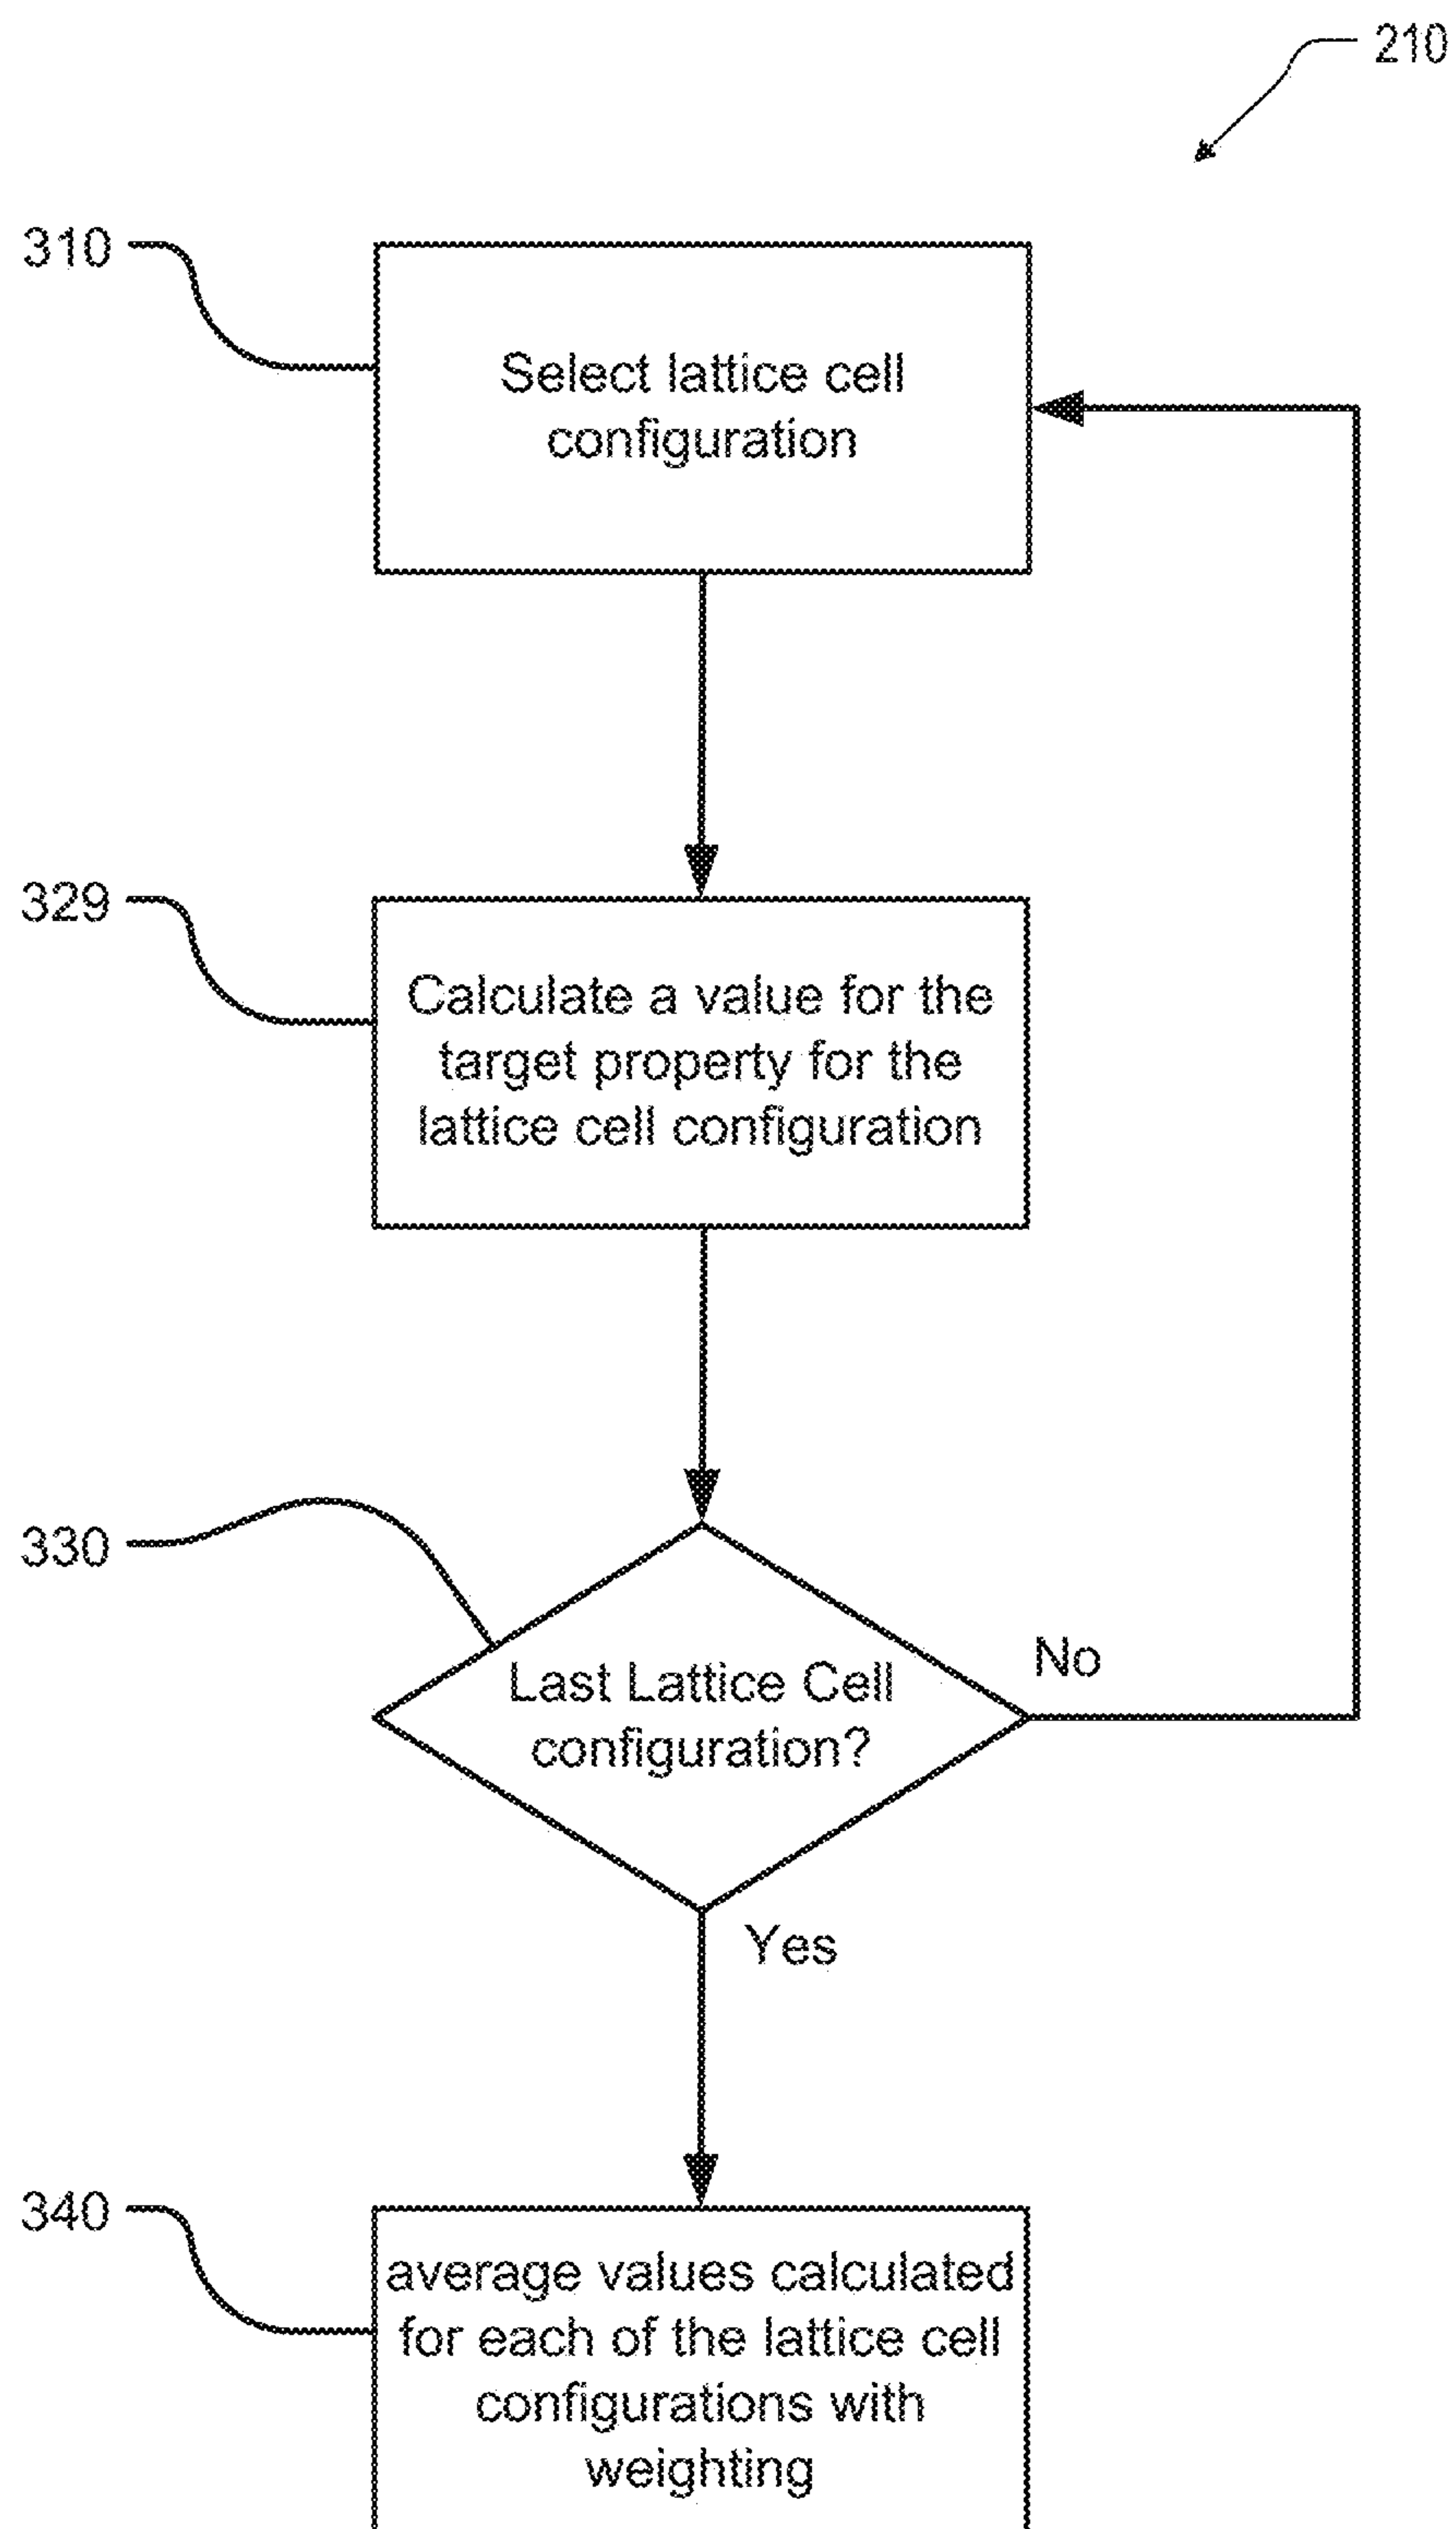 210
310
Select lattice cell
configuration
329
Calculate a value for the
target property for the
lattice cell configuration
330
Last Lattice Cell
configuration?
No
Yes
340
average values calculated
for each of the lattice cell
configurations with
weighting